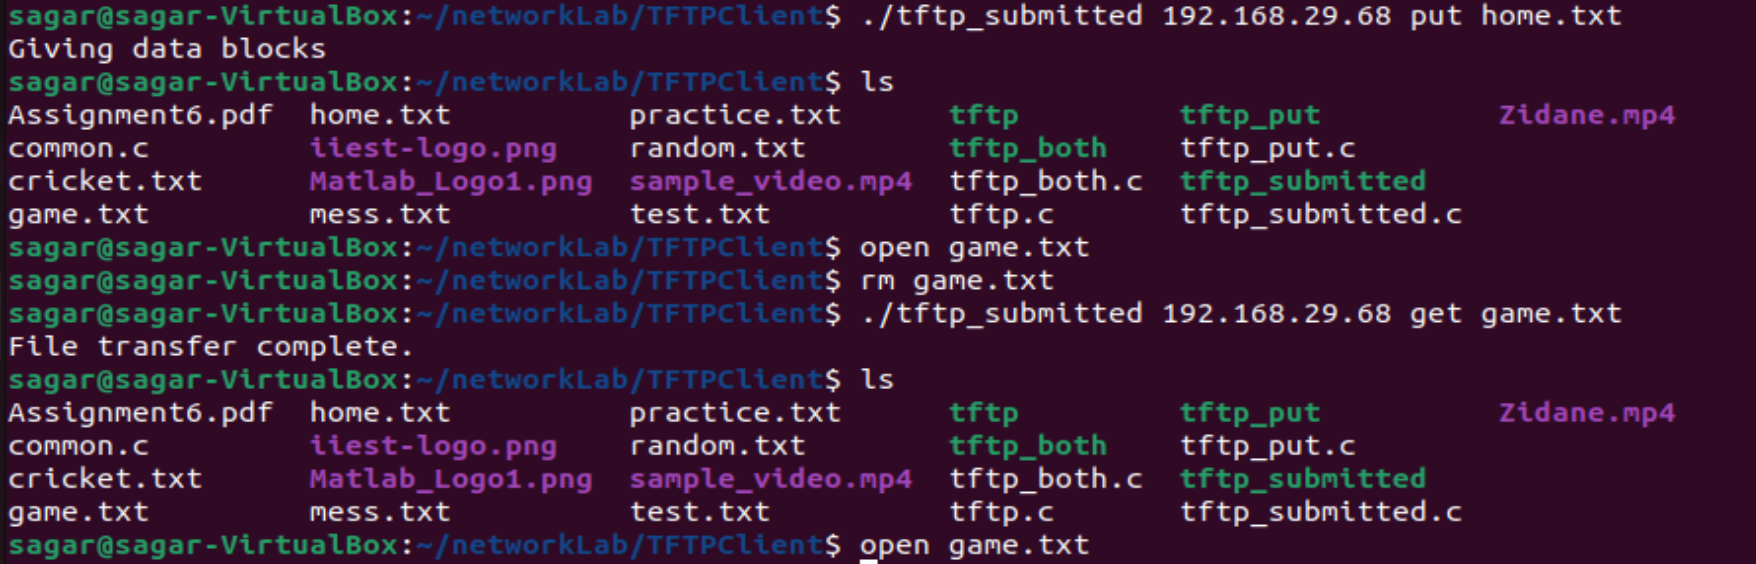 sagar@sagar-VirtualBox:~/networkLab/TFTPClient$ ./tftp_submitted 192.168.29.68 put home.txt
Giving data blocks
sagar@sagar-VirtualBox:~/networkLab/TFTPClient$ ls
Assignment6.pdf  home.txt          practice.txt      tftp         tftp_put          Zidane.mp4
common.c         iiest-logo.png    random.txt        tftp_both    tftp_put.c
cricket.txt      Matlab_Logo1.png  sample_video.mp4  tftp_both.c  tftp_submitted
game.txt         mess.txt          test.txt          tftp.c       tftp_submitted.c
sagar@sagar-VirtualBox:~/networkLab/TFTPClient$ open game.txt
sagar@sagar-VirtualBox:~/networkLab/TFTPClient$ rm game.txt
sagar@sagar-VirtualBox:~/networkLab/TFTPClient$ ./tftp_submitted 192.168.29.68 get game.txt
File transfer complete.
sagar@sagar-VirtualBox:~/networkLab/TFTPClient$ ls
Assignment6.pdf  home.txt          practice.txt      tftp         tftp_put          Zidane.mp4
common.c         iiest-logo.png    random.txt        tftp_both    tftp_put.c
cricket.txt      Matlab_Logo1.png  sample_video.mp4  tftp_both.c  tftp_submitted
game.txt         mess.txt          test.txt          tftp.c       tftp_submitted.c
sagar@sagar-VirtualBox:~/networkLab/TFTPClient$ open game.txt